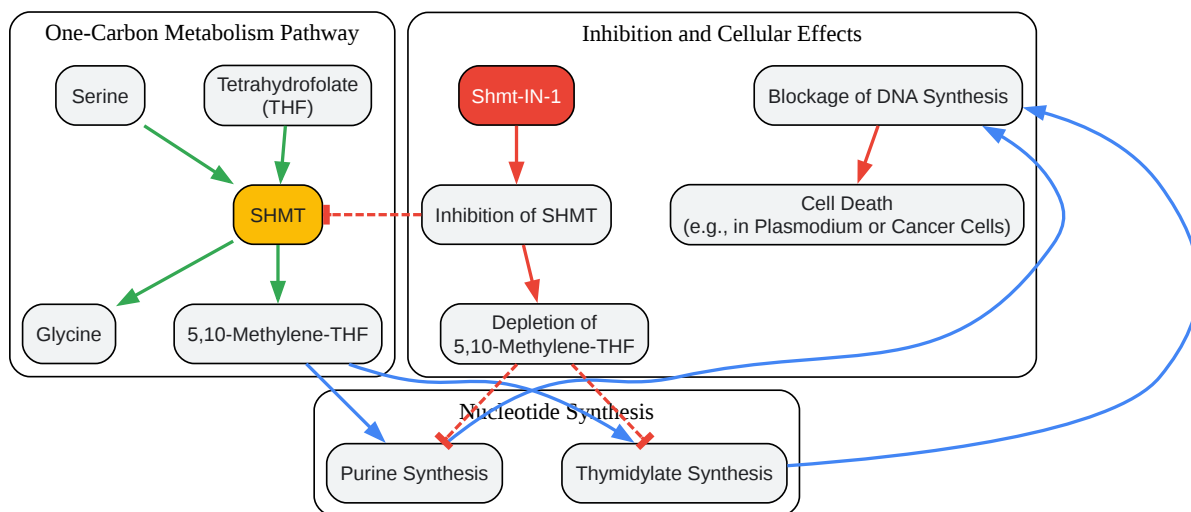 One-Carbon Metabolism Pathway
Serine
Tetrahydrofolate
(THF)
SHMT
Glycine
5,10-Methylene-THF
Inhibition and Cellular Effects
Shmt-IN-1
Blockage of DNA Synthesis
Inhibition of SHMT
Cell Death
(e.g., in Plasmodium or Cancer Cells)
Depletion of
5,10-Methylene-THF
Nucleotide Synthesis
Purine Synthesis
Thymidylate Synthesis